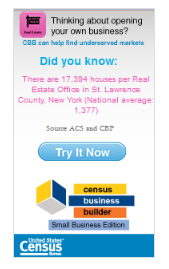 Thinking about opening
your own business?
Real Estate
CBB can help find underserved markets
Did you know:
There are 17,394 houses per Real
Estate Office in St. Lawrence
County, New York (National average:
1,377)
Source ACS and CBP
Try It Now
census
business
builder
Small Business Edition
United States®
Census
Bureau